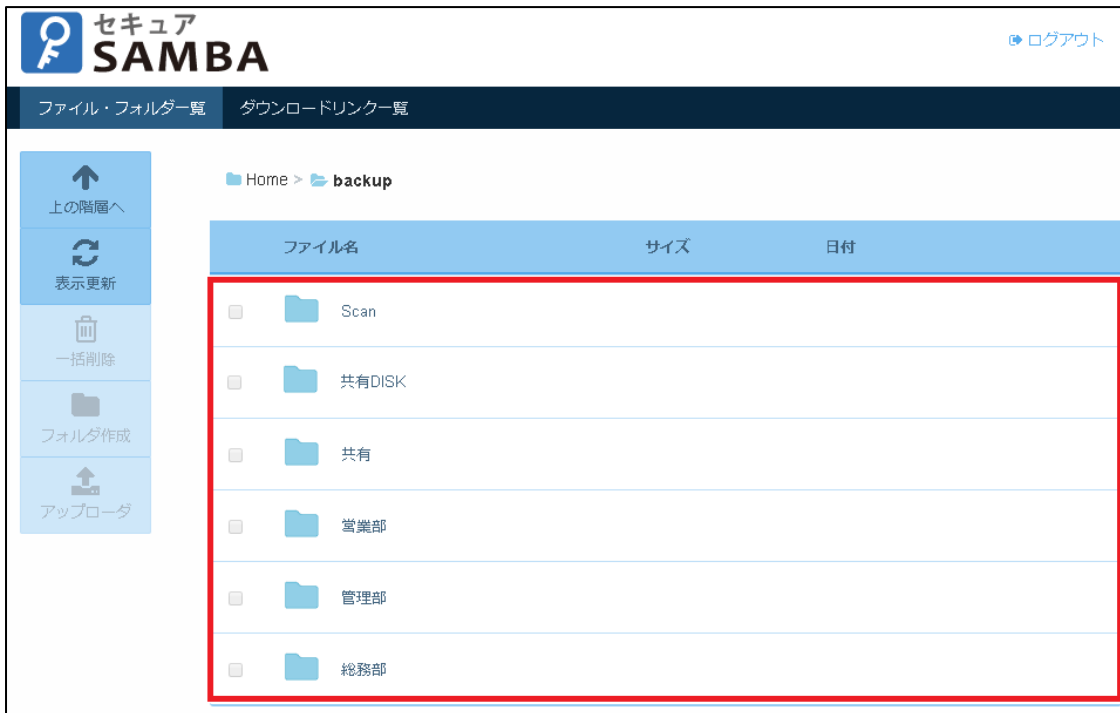 セキュア
SAMBA
ログアウト
ファイル・フォルダー覧 ダウンロードリンク一覧
上の階層へ
表示更新
一括削除
フォルダ作成
アップローダ
Home > backup
ファイル名 サイズ 日付
Scan
共有DISK
共有
営業部
管理部
総務部